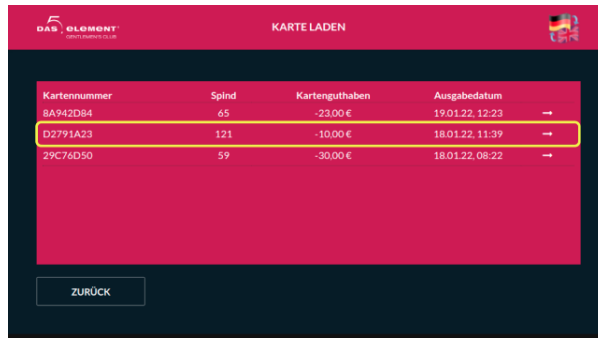 DAS 5 ELEMENT
GENTLEMEN'S CLUB
KARTE LADEN
Kartennummer Spind Kartenguthaben Ausgabedatum
8A942D84 65 -23,00 € 19.01.22, 12:23 →
D2791A23 121 -10,00 € 18.01.22, 11:39 →
29C76D50 59 -30,00 € 18.01.22, 08:22 →
ZURÜCK